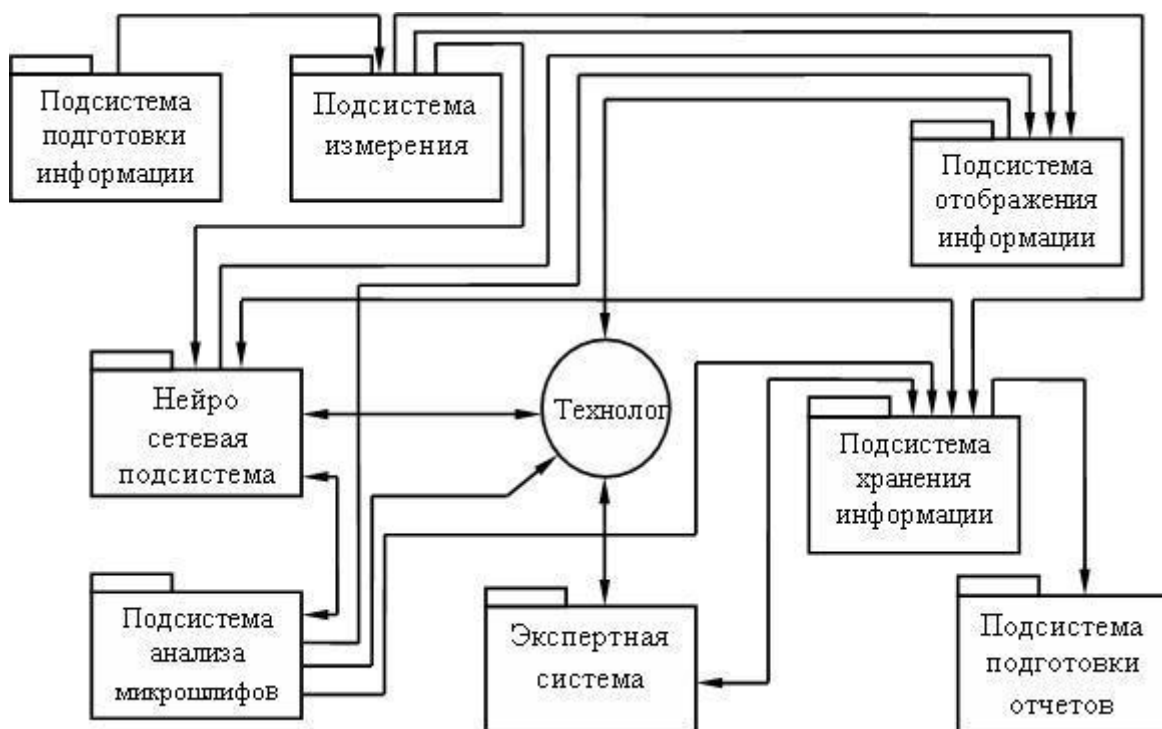 Подсистема
подготовки
информации
Подсистема
измерения
Подсистема
отображения
информации
Нейро
сетевая
подсистема
Технолог
Подсистема
хранения
информации
Подсистема
анализа
микрошлифов
Экспертная
система
Подсистема
подготовки
отчетов